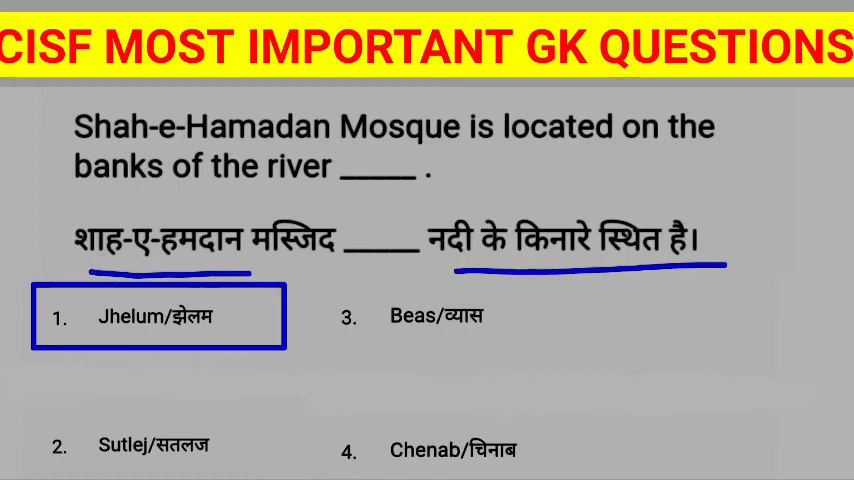 CISF MOST IMPORTANT GK QUESTIONS
Shah-e-Hamadan Mosque is located on the
banks of the river _____ .
शाह-ए-हमदान मस्जिद _____ नदी के किनारे स्थित है।
1. Jhelum/झेलम
3. Beas/व्यास
2. Sutlej/सतलज
4. Chenab/चिनाब